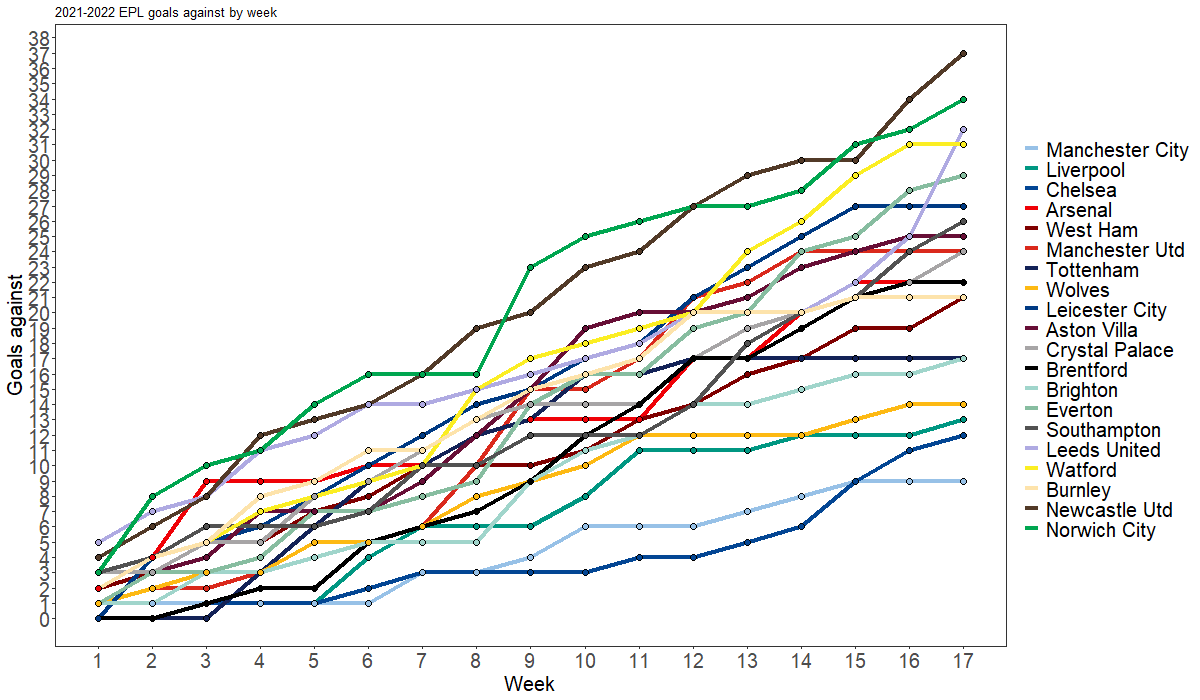 2021-2022 EPL goals against by week
38
37
36
35
34
33
32
31
30
29
28
27
26
25
24
23
22
21
20
19
18
17
16
15
14
13
12
11
10
9
8
7
6
5
4
3
2
1
0
Goals against
1 2 3 4 5 6 7 8 9 10 11 12 13 14 15 16 17
Week
Manchester City
Liverpool
Chelsea
Arsenal
West Ham
Manchester Utd
Tottenham
Wolves
Leicester City
Aston Villa
Crystal Palace
Brentford
Brighton
Everton
Southampton
Leeds United
Watford
Burnley
Newcastle Utd
Norwich City